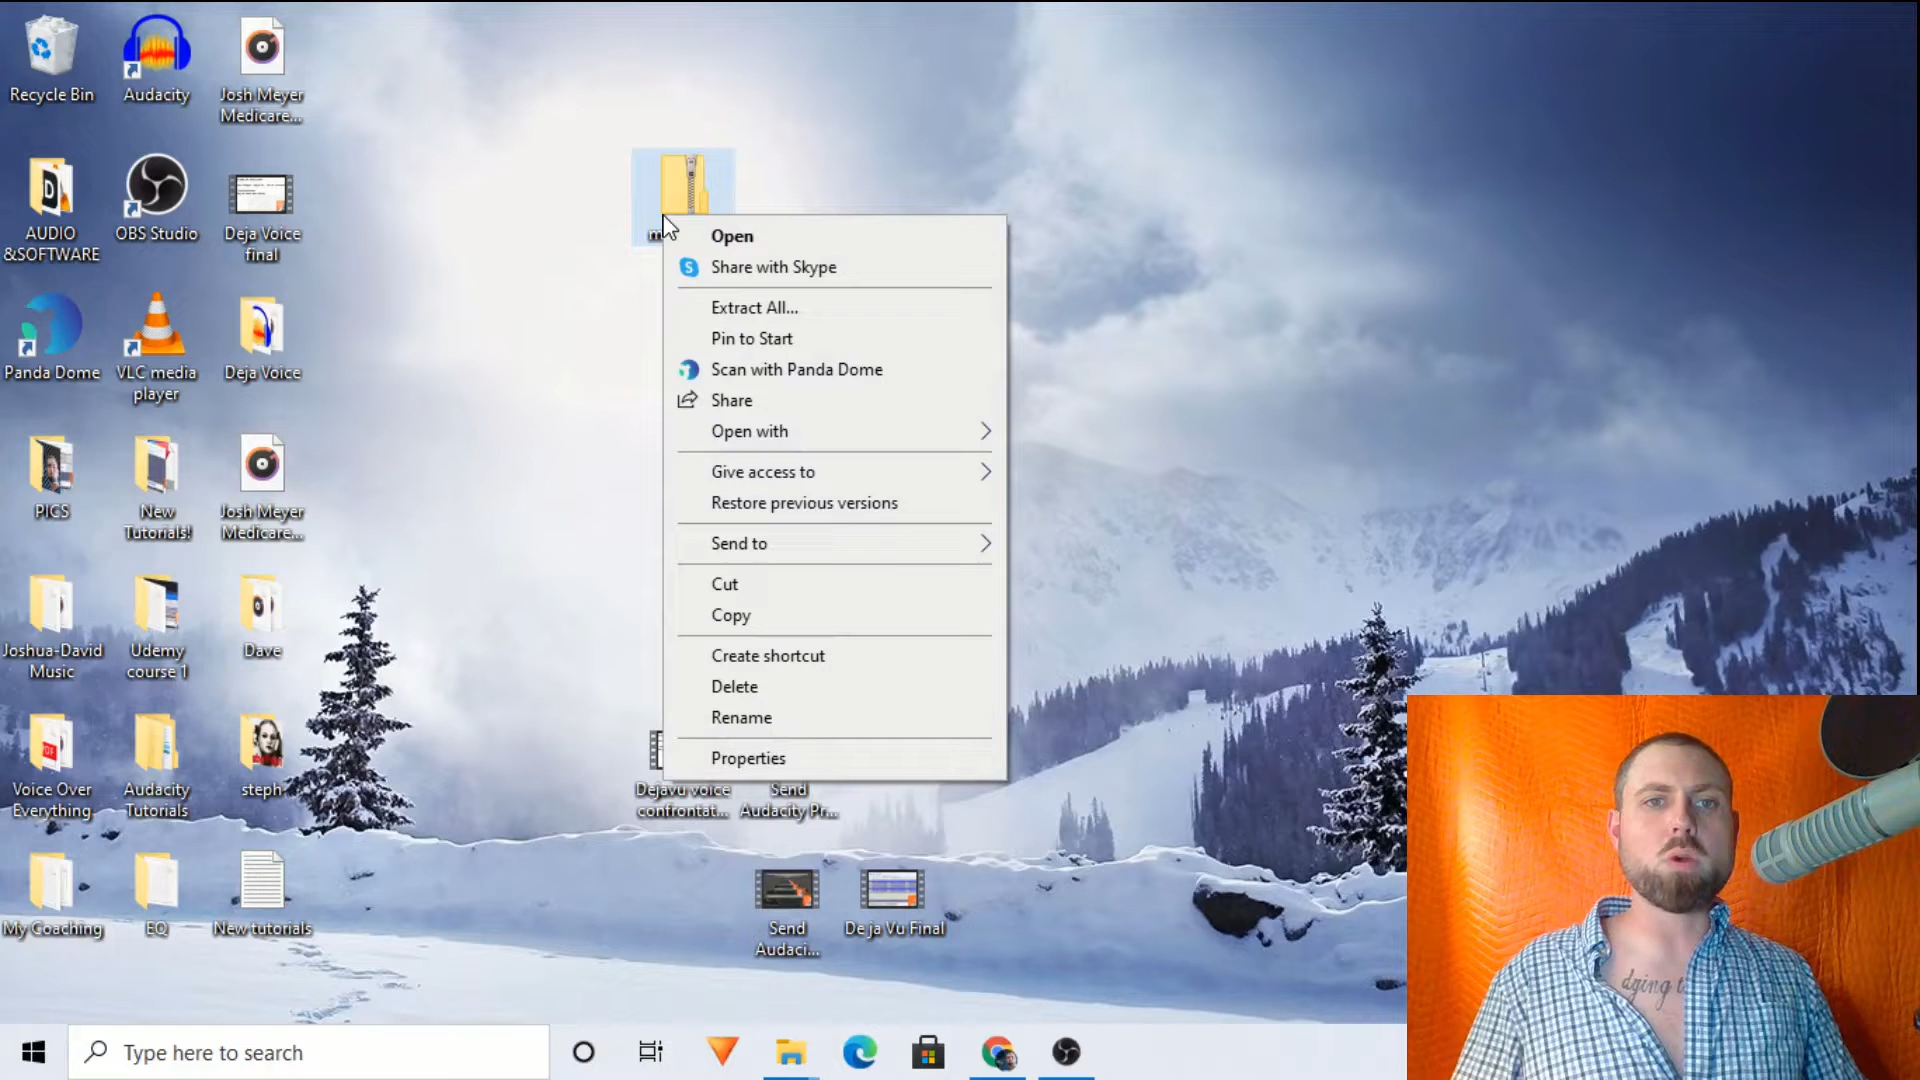 Recycle Bin
Audacity
Josh Meyer
Medicare...
AUDIO
&SOFTWARE
OBS Studio
Deja Voice
final
Panda Dome
VLC media
player
Deja Voice
PICS
New
Tutorials!
Josh Meyer
Medicare...
Joshua-David
Music
Udemy
course 1
Dave
Voice Over
Everything
Audacity
Tutorials
steph
My Coaching
EQ
New tutorials
Open
Share with Skype
Extract All...
Pin to Start
Scan with Panda Dome
Share
Open with
Give access to
Restore previous versions
Send to
Cut
Copy
Create shortcut
Delete
Rename
Properties
Dejavu voice
confrontat...
Send
Audacity Pr...
Send
Audaci...
De ja Vu Final
Type here to search
dying t